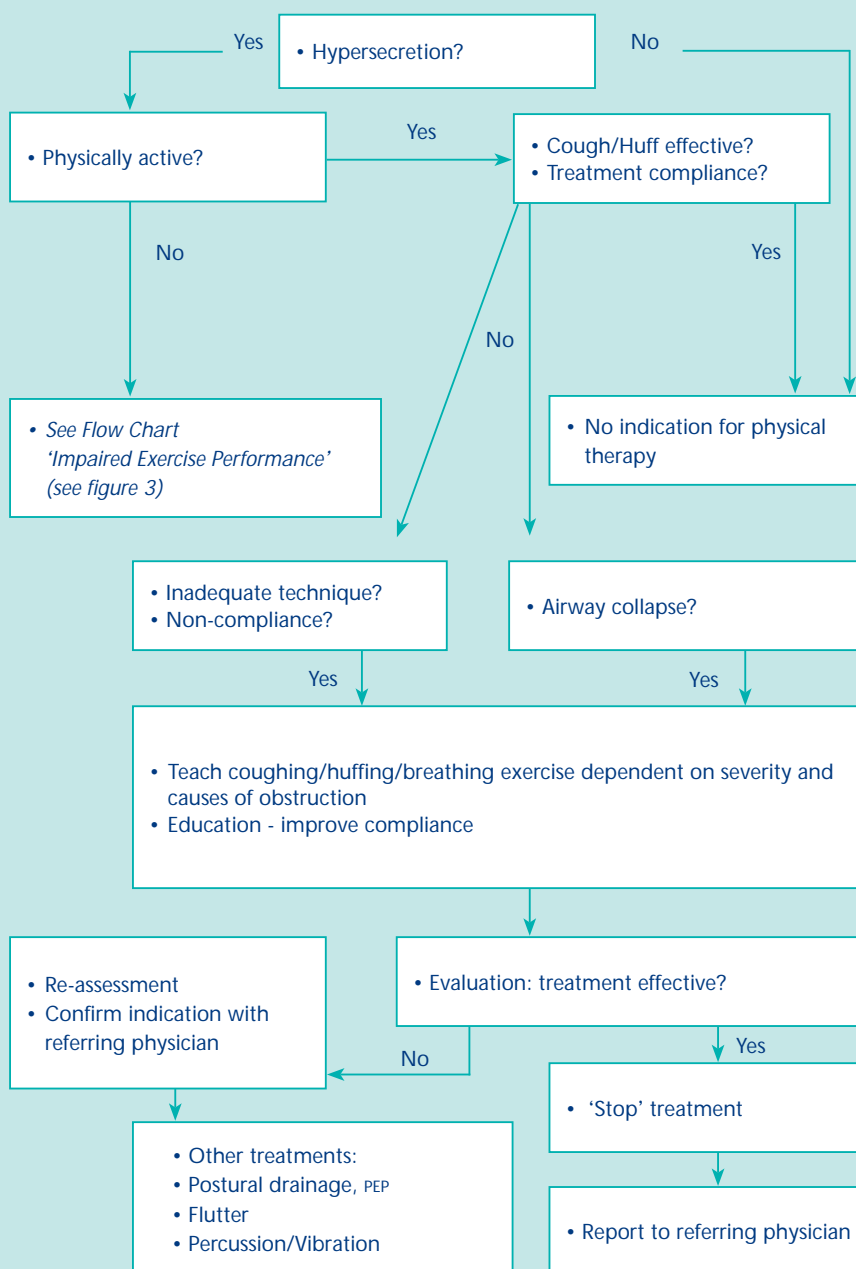 Yes
• Hypersecretion?
No
• Physically active?
Yes
• Cough/Huff effective?
• Treatment compliance?
No
Yes
No
• See Flow Chart
‘Impaired Exercise Performance’
(see figure 3)
• No indication for physical
therapy
• Inadequate technique?
• Non-compliance?
• Airway collapse?
Yes
Yes
• Teach coughing/huffing/breathing exercise dependent on severity and
causes of obstruction
• Education - improve compliance
• Re-assessment
• Confirm indication with
referring physician
• Evaluation: treatment effective?
No
Yes
• ‘Stop’ treatment
• Other treatments:
• Postural drainage, PEP
• Flutter
• Percussion/Vibration
• Report to referring physician